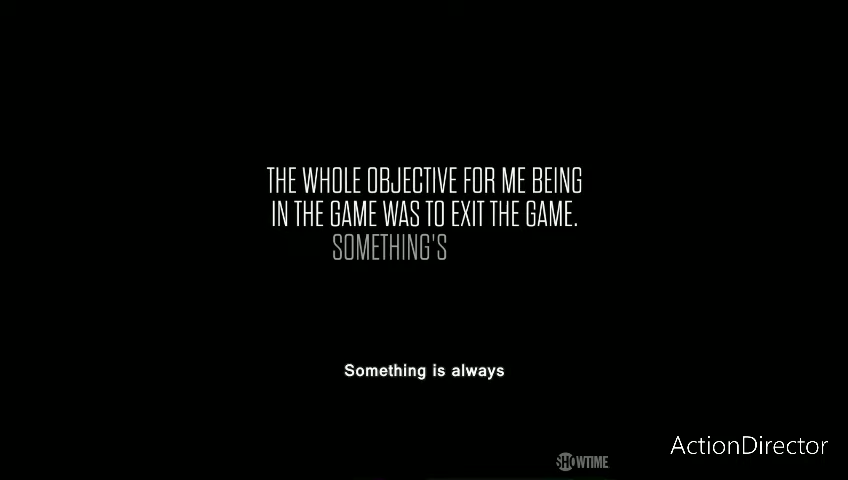 THE WHOLE OBJECTIVE FOR ME BEING
IN THE GAME WAS TO EXIT THE GAME.
SOMETHING'S
Something is always
ActionDirector
SHOWTIME